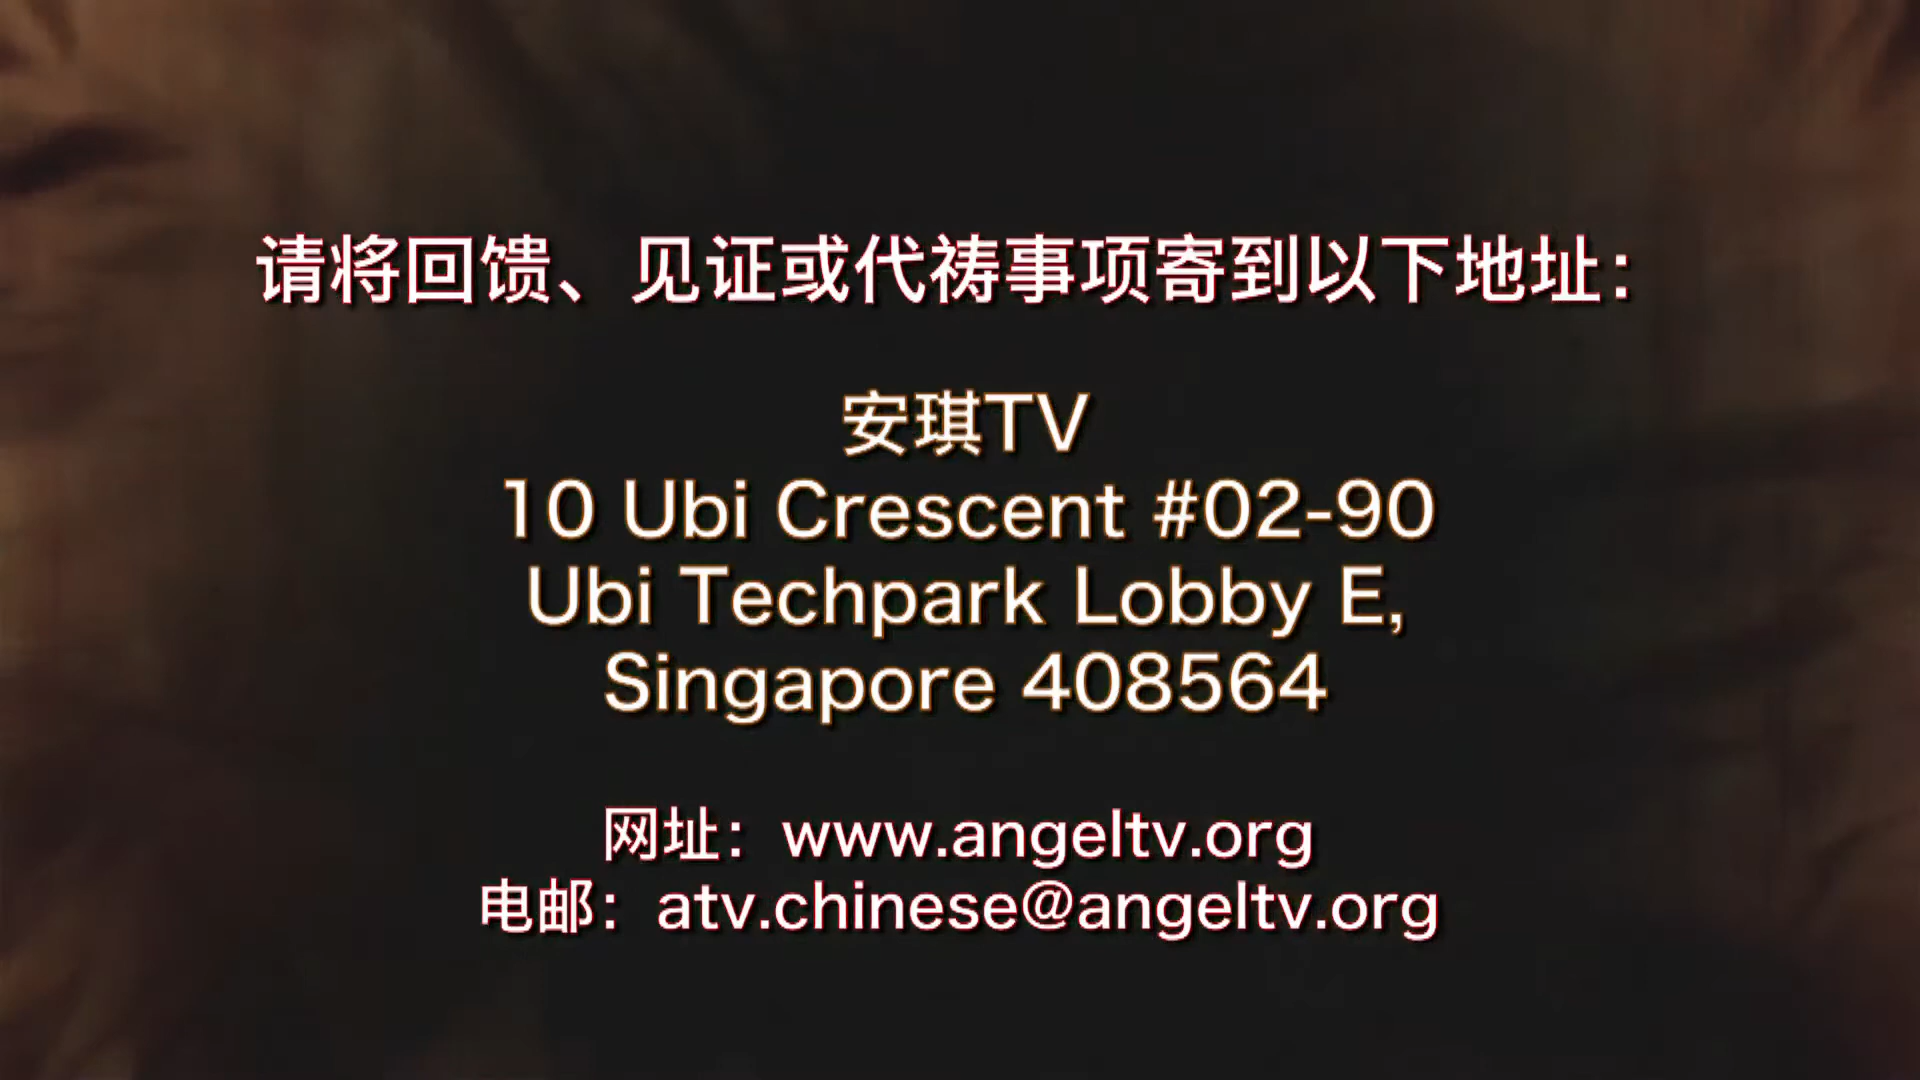 请将回馈、见证或代祷事项寄到以下地址：
安琪TV
10 Ubi Crescent #02-90
Ubi Techpark Lobby E,
Singapore 408564
网址：www.angeltv.org
电邮：atv.chinese@angeltv.org